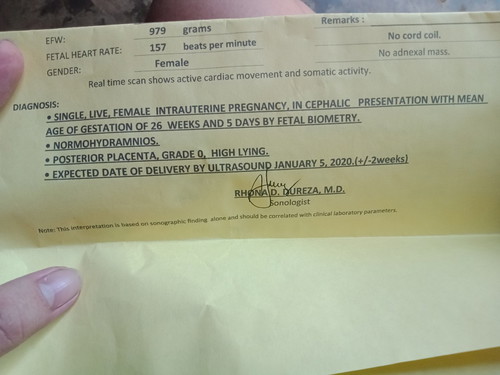 Remarks :
EFW: 979 grams
No cord coil.
FETAL HEART RATE: 157 beats per minute
No adnexal mass.
GENDER: Female
Real time scan shows active cardiac movement and somatic activity.
DIAGNOSIS:
• SINGLE, LIVE, FEMALE INTRAUTERINE PREGNANCY, IN CEPHALIC PRESENTATION WITH MEAN
AGE OF GESTATION OF 26 WEEKS AND 5 DAYS BY FETAL BIOMETRY.
• NORMOHYDRAMNIOS.
• POSTERIOR PLACENTA, GRADE 0, HIGH LYING.
• EXPECTED DATE OF DELIVERY BY ULTRASOUND JANUARY 5, 2020.(+/-2weeks)
RHONA D. DUREZA, M.D.
Sonologist
Note: This interpretation is based on sonographic finding alone and should be correlated with clinical laboratory parameters.